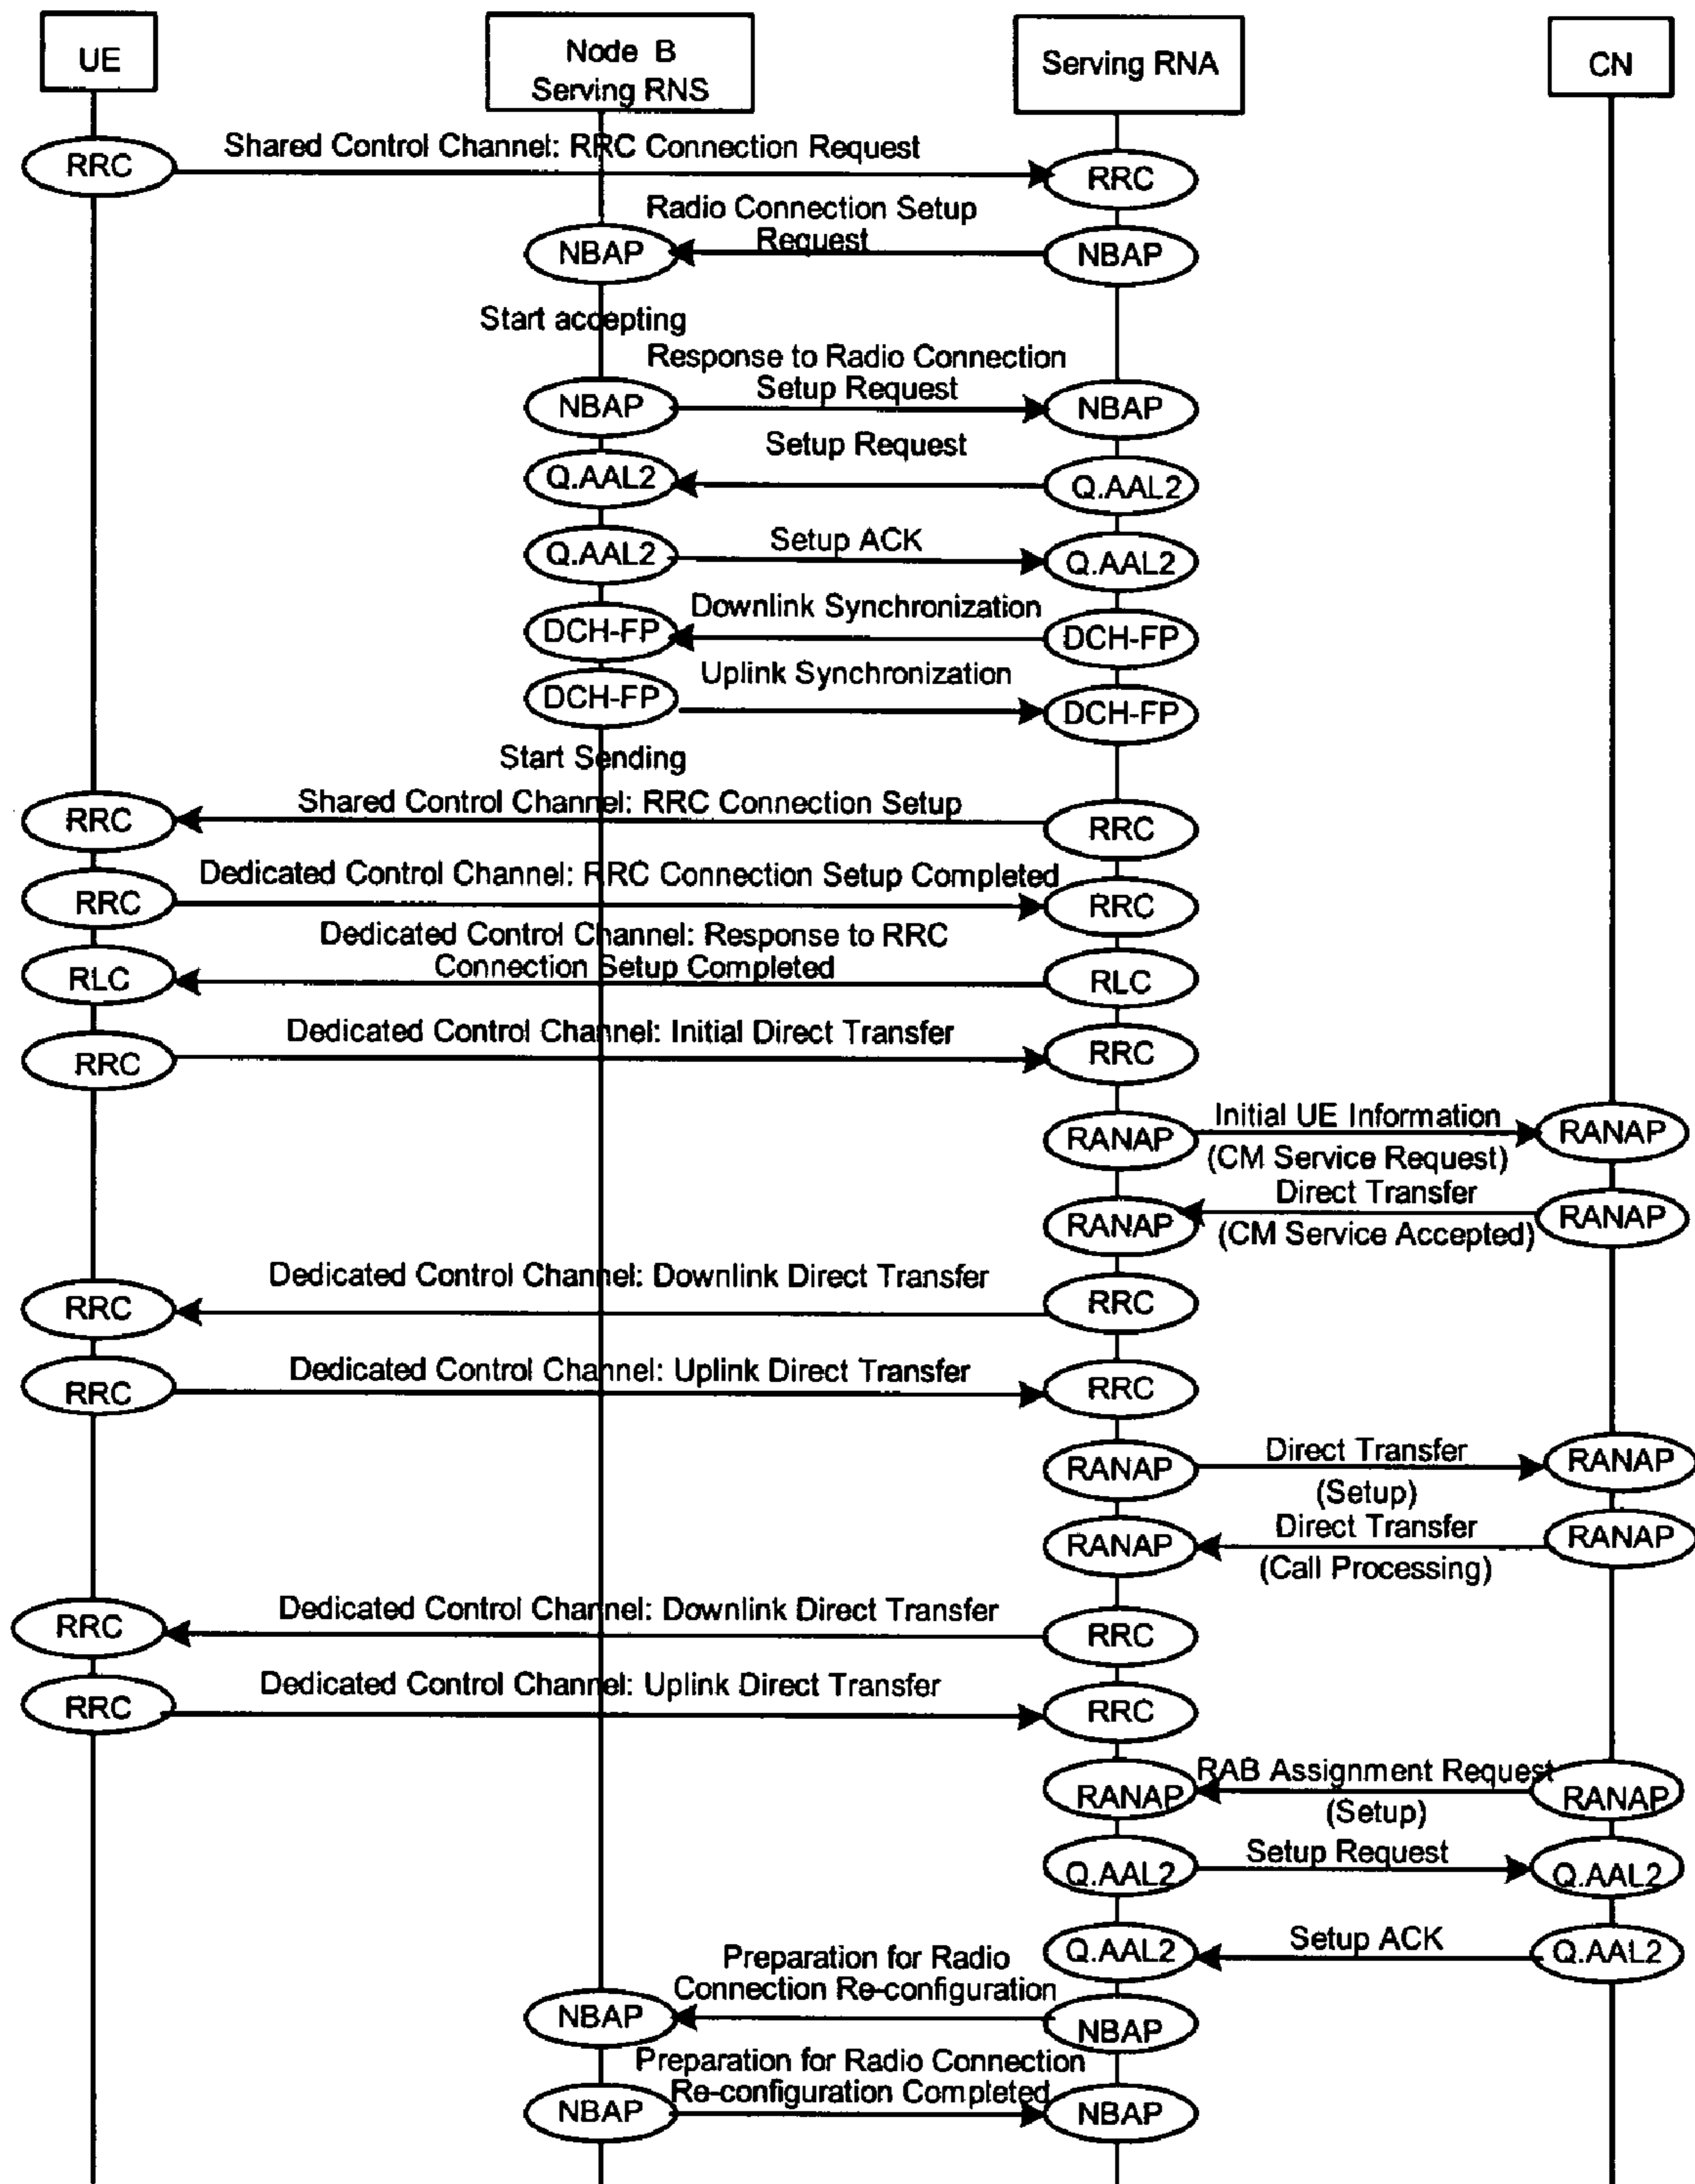 UE
Node B
Serving RNS
Serving RNA
CN
Shared Control Channel: RRC Connection Request
RRC
RRC
Radio Connection Setup
Request
NBAP
NBAP
Start accepting
Response to Radio Connection
Setup Request
NBAP
NBAP
Setup Request
Q.AAL2
Q.AAL2
Setup ACK
Q.AAL2
Q.AAL2
Downlink Synchronization
DCH-FP
DCH-FP
Uplink Synchronization
DCH-FP
DCH-FP
Start Sending
Shared Control Channel: RRC Connection Setup
RRC
RRC
Dedicated Control Channel: RRC Connection Setup Completed
RRC
RRC
Dedicated Control Channel: Response to RRC
Connection Setup Completed
RLC
RLC
Dedicated Control Channel: Initial Direct Transfer
RRC
RRC
Initial UE Information
RANAP
RANAP
(CM Service Request)
Direct Transfer
RANAP
RANAP
(CM Service Accepted)
Dedicated Control Channel: Downlink Direct Transfer
RRC
RRC
Dedicated Control Channel: Uplink Direct Transfer
RRC
RRC
Direct Transfer
RANAP
RANAP
(Setup)
Direct Transfer
RANAP
RANAP
(Call Processing)
Dedicated Control Channel: Downlink Direct Transfer
RRC
RRC
Dedicated Control Channel: Uplink Direct Transfer
RRC
RRC
RAB Assignment Request
RANAP
RANAP
(Setup)
Setup Request
Q.AAL2
Q.AAL2
Setup ACK
Q.AAL2
Q.AAL2
Preparation for Radio
Connection Re-configuration
NBAP
NBAP
Preparation for Radio Connection
Re-configuration Completed
NBAP
NBAP